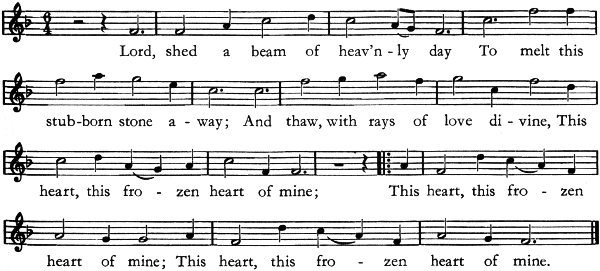 6
4
Lord, shed a beam of heav'n - ly day To melt this
stub-born stone a - way; And thaw, with rays of love di - vine, This
heart, this fro - zen heart of mine; This heart, this fro - zen
heart of mine; This heart, this fro - zen heart of mine.